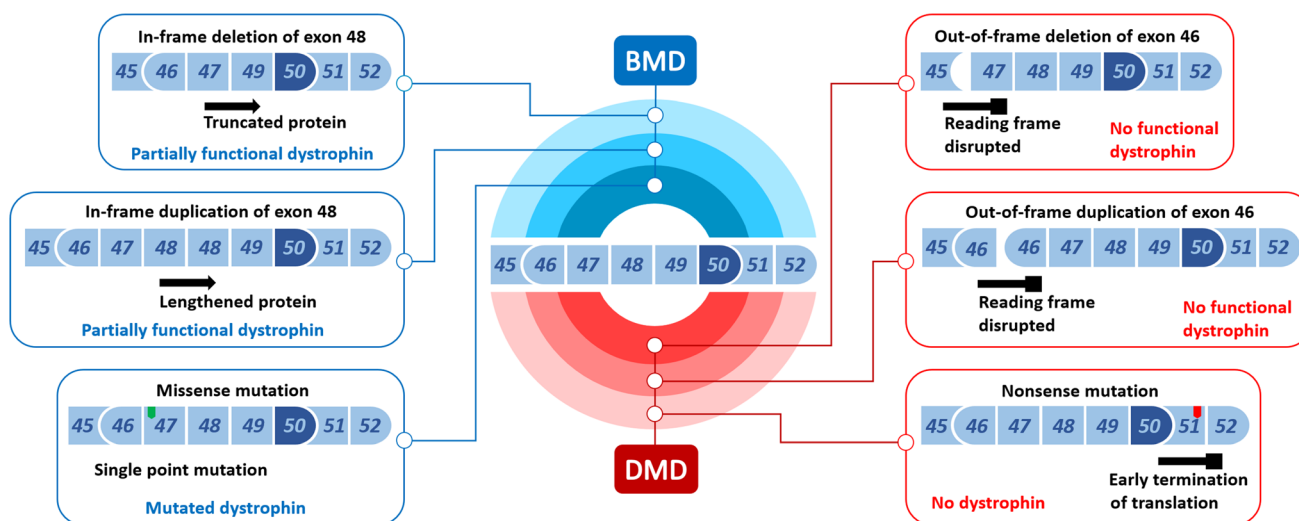 In-frame deletion of exon 48
45 46 47 49 50 51 52
Truncated protein
Partially functional dystrophin
In-frame duplication of exon 48
45 46 47 48 48 49 50 51 52
Lengthened protein
Partially functional dystrophin
Missense mutation
45 46 47 48 49 50 51 52
Single point mutation
Mutated dystrophin
BMD
45 46 47 48 49 50 51 52
DMD
Out-of-frame deletion of exon 46
45 47 48 49 50 51 52
Reading frame
disrupted
No functional
dystrophin
Out-of-frame duplication of exon 46
45 46 46 47 48 49 50 51 52
Reading frame
disrupted
No functional
dystrophin
Nonsense mutation
45 46 47 48 49 50 51 52
Early termination
of translation
No dystrophin